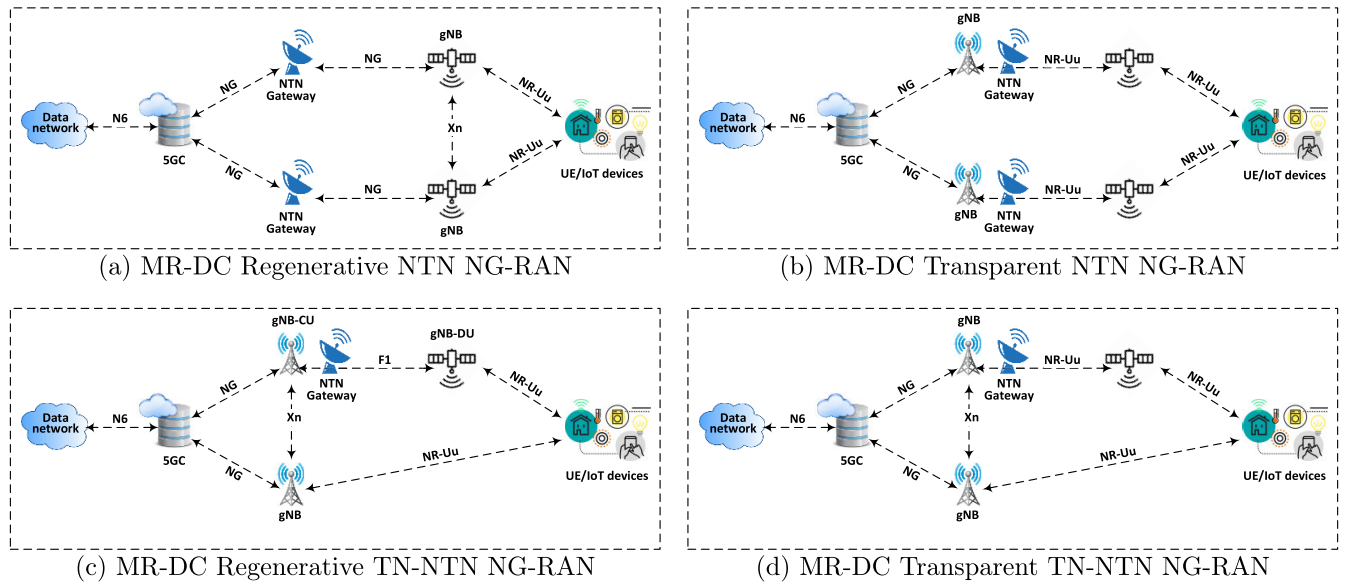 gNB
NG
NG
NTN
Gateway
NR-Uu
Data
network
N6
5GC
Xn
NR-Uu
UE/IoT devices
NG
NG
NTN
Gateway
gNB
(a) MR-DC Regenerative NTN NG-RAN
gNB
NR-Uu
NG
NTN
Gateway
NR-Uu
Data
network
N6
5GC
NR-Uu
UE/IoT devices
NG
NR-Uu
gNB
NTN
Gateway
(b) MR-DC Transparent NTN NG-RAN
gNB-CU
gNB-DU
F1
NG
NTN
Gateway
NR-Uu
Data
network
N6
5GC
Xn
NR-Uu
UE/IoT devices
NG
gNB
(c) MR-DC Regenerative TN-NTN NG-RAN
gNB
NR-Uu
NG
NTN
Gateway
NR-Uu
Data
network
N6
5GC
Xn
NR-Uu
UE/IoT devices
NG
gNB
(d) MR-DC Transparent TN-NTN NG-RAN